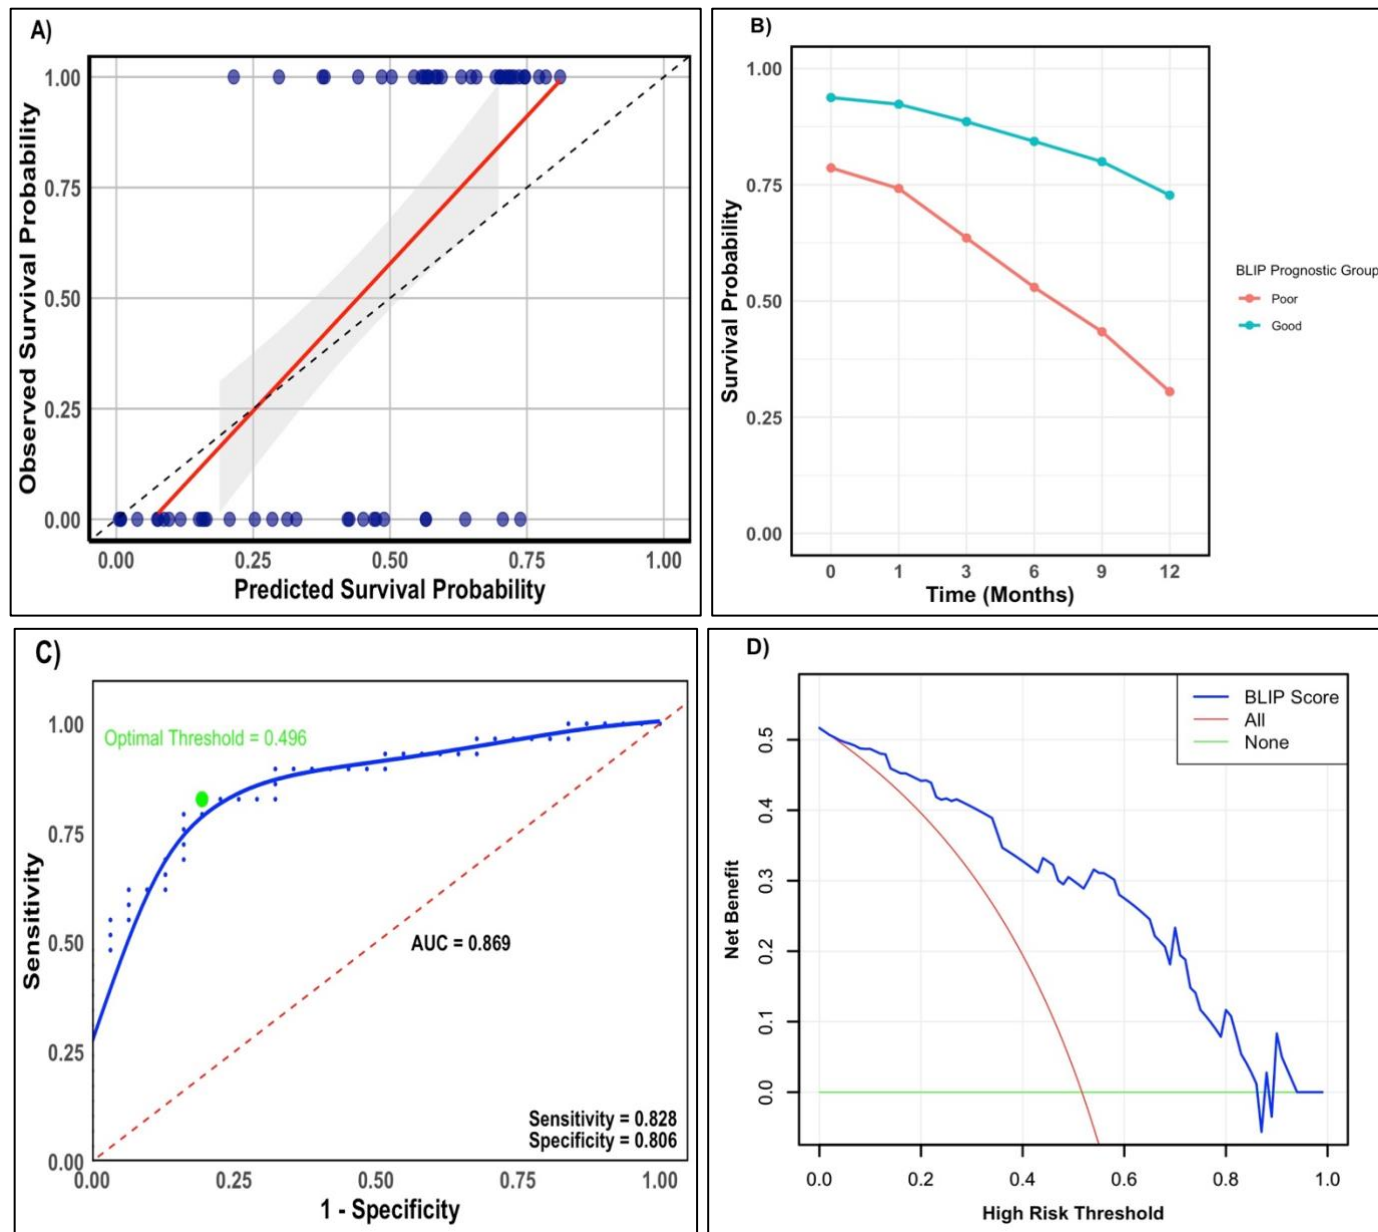 A)
Observed Survival Probability
1.00
0.75
0.50
0.25
0.00
0.00 0.25 0.50 0.75 1.00
Predicted Survival Probability
B)
Survival Probability
1.00
0.75
0.50
0.25
0.00
0 1 3 6 9 12
Time (Months)
BLIP Prognostic Group
Poor
Good
C)
Sensitivity
1.00
0.75
0.50
0.25
0.00
Optimal Threshold = 0.496
AUC = 0.869
Sensitivity = 0.828
Specificity = 0.806
0.00 0.25 0.50 0.75 1.00
1 - Specificity
D)
Net Benefit
0.5
0.4
0.3
0.2
0.1
0.0
BLIP Score
All
None
0.0 0.2 0.4 0.6 0.8 1.0
High Risk Threshold